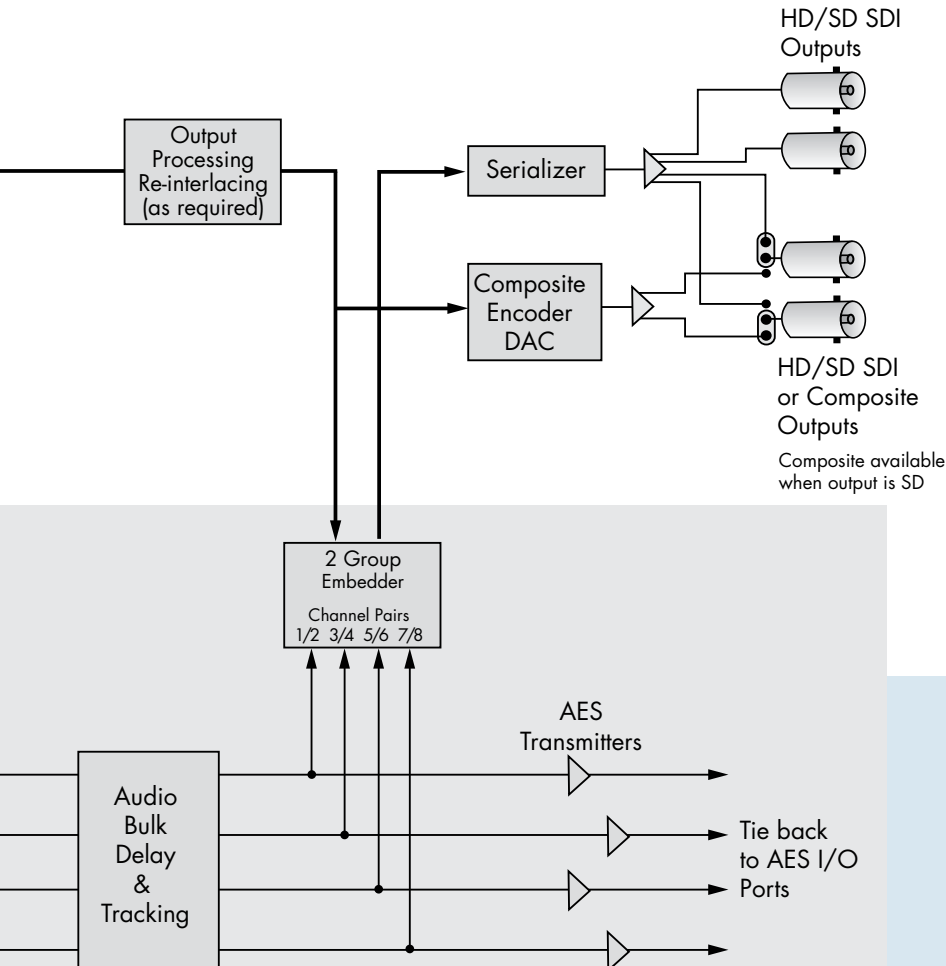 HD/SD SDI
Outputs
Output
Processing
Re-interlacing
(as required)
Serializer
Composite
Encoder
DAC
HD/SD SDI
or Composite
Outputs
Composite available
when output is SD
2 Group
Embedder
Channel Pairs
1/2 3/4 5/6 7/8
AES
Transmitters
Audio
Bulk
Delay
&
Tracking
Tie back
to AES I/O
Ports